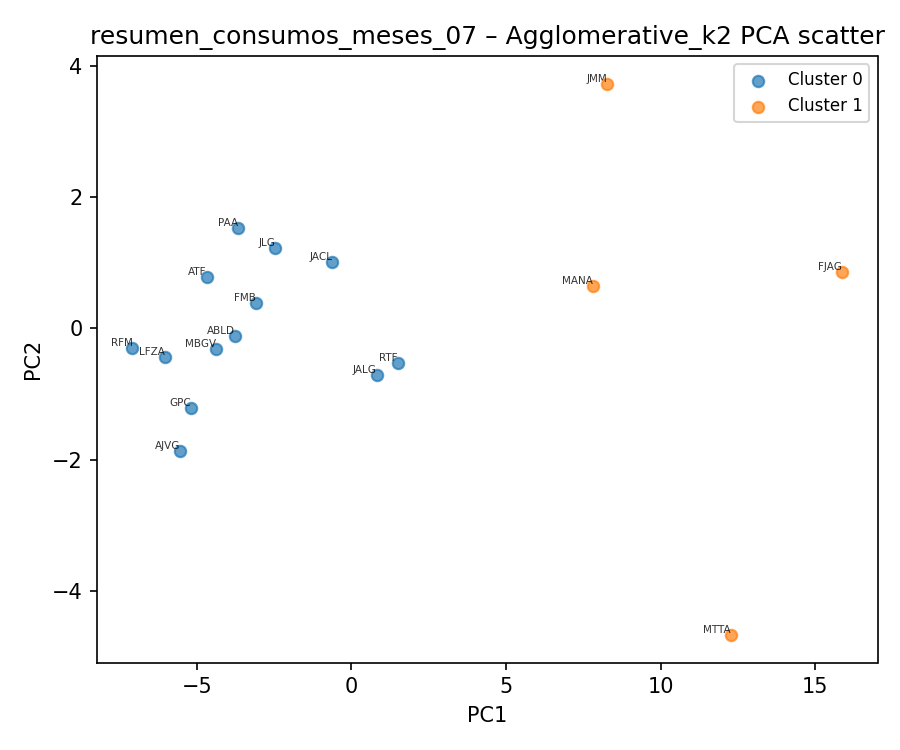 resumen_consumos_meses_07 – Agglomerative_k2 PCA scatter
Cluster 0
Cluster 1
4
2
0
−2
−4
PC2
JMM
FJAG
MANA
PAA
JLG
JACL
ATF
FMB
ABLD
MBGV
RFM
LFZA
RTF
JALG
GPC
AJVG
MTTA
−5
0
5
10
15
PC1